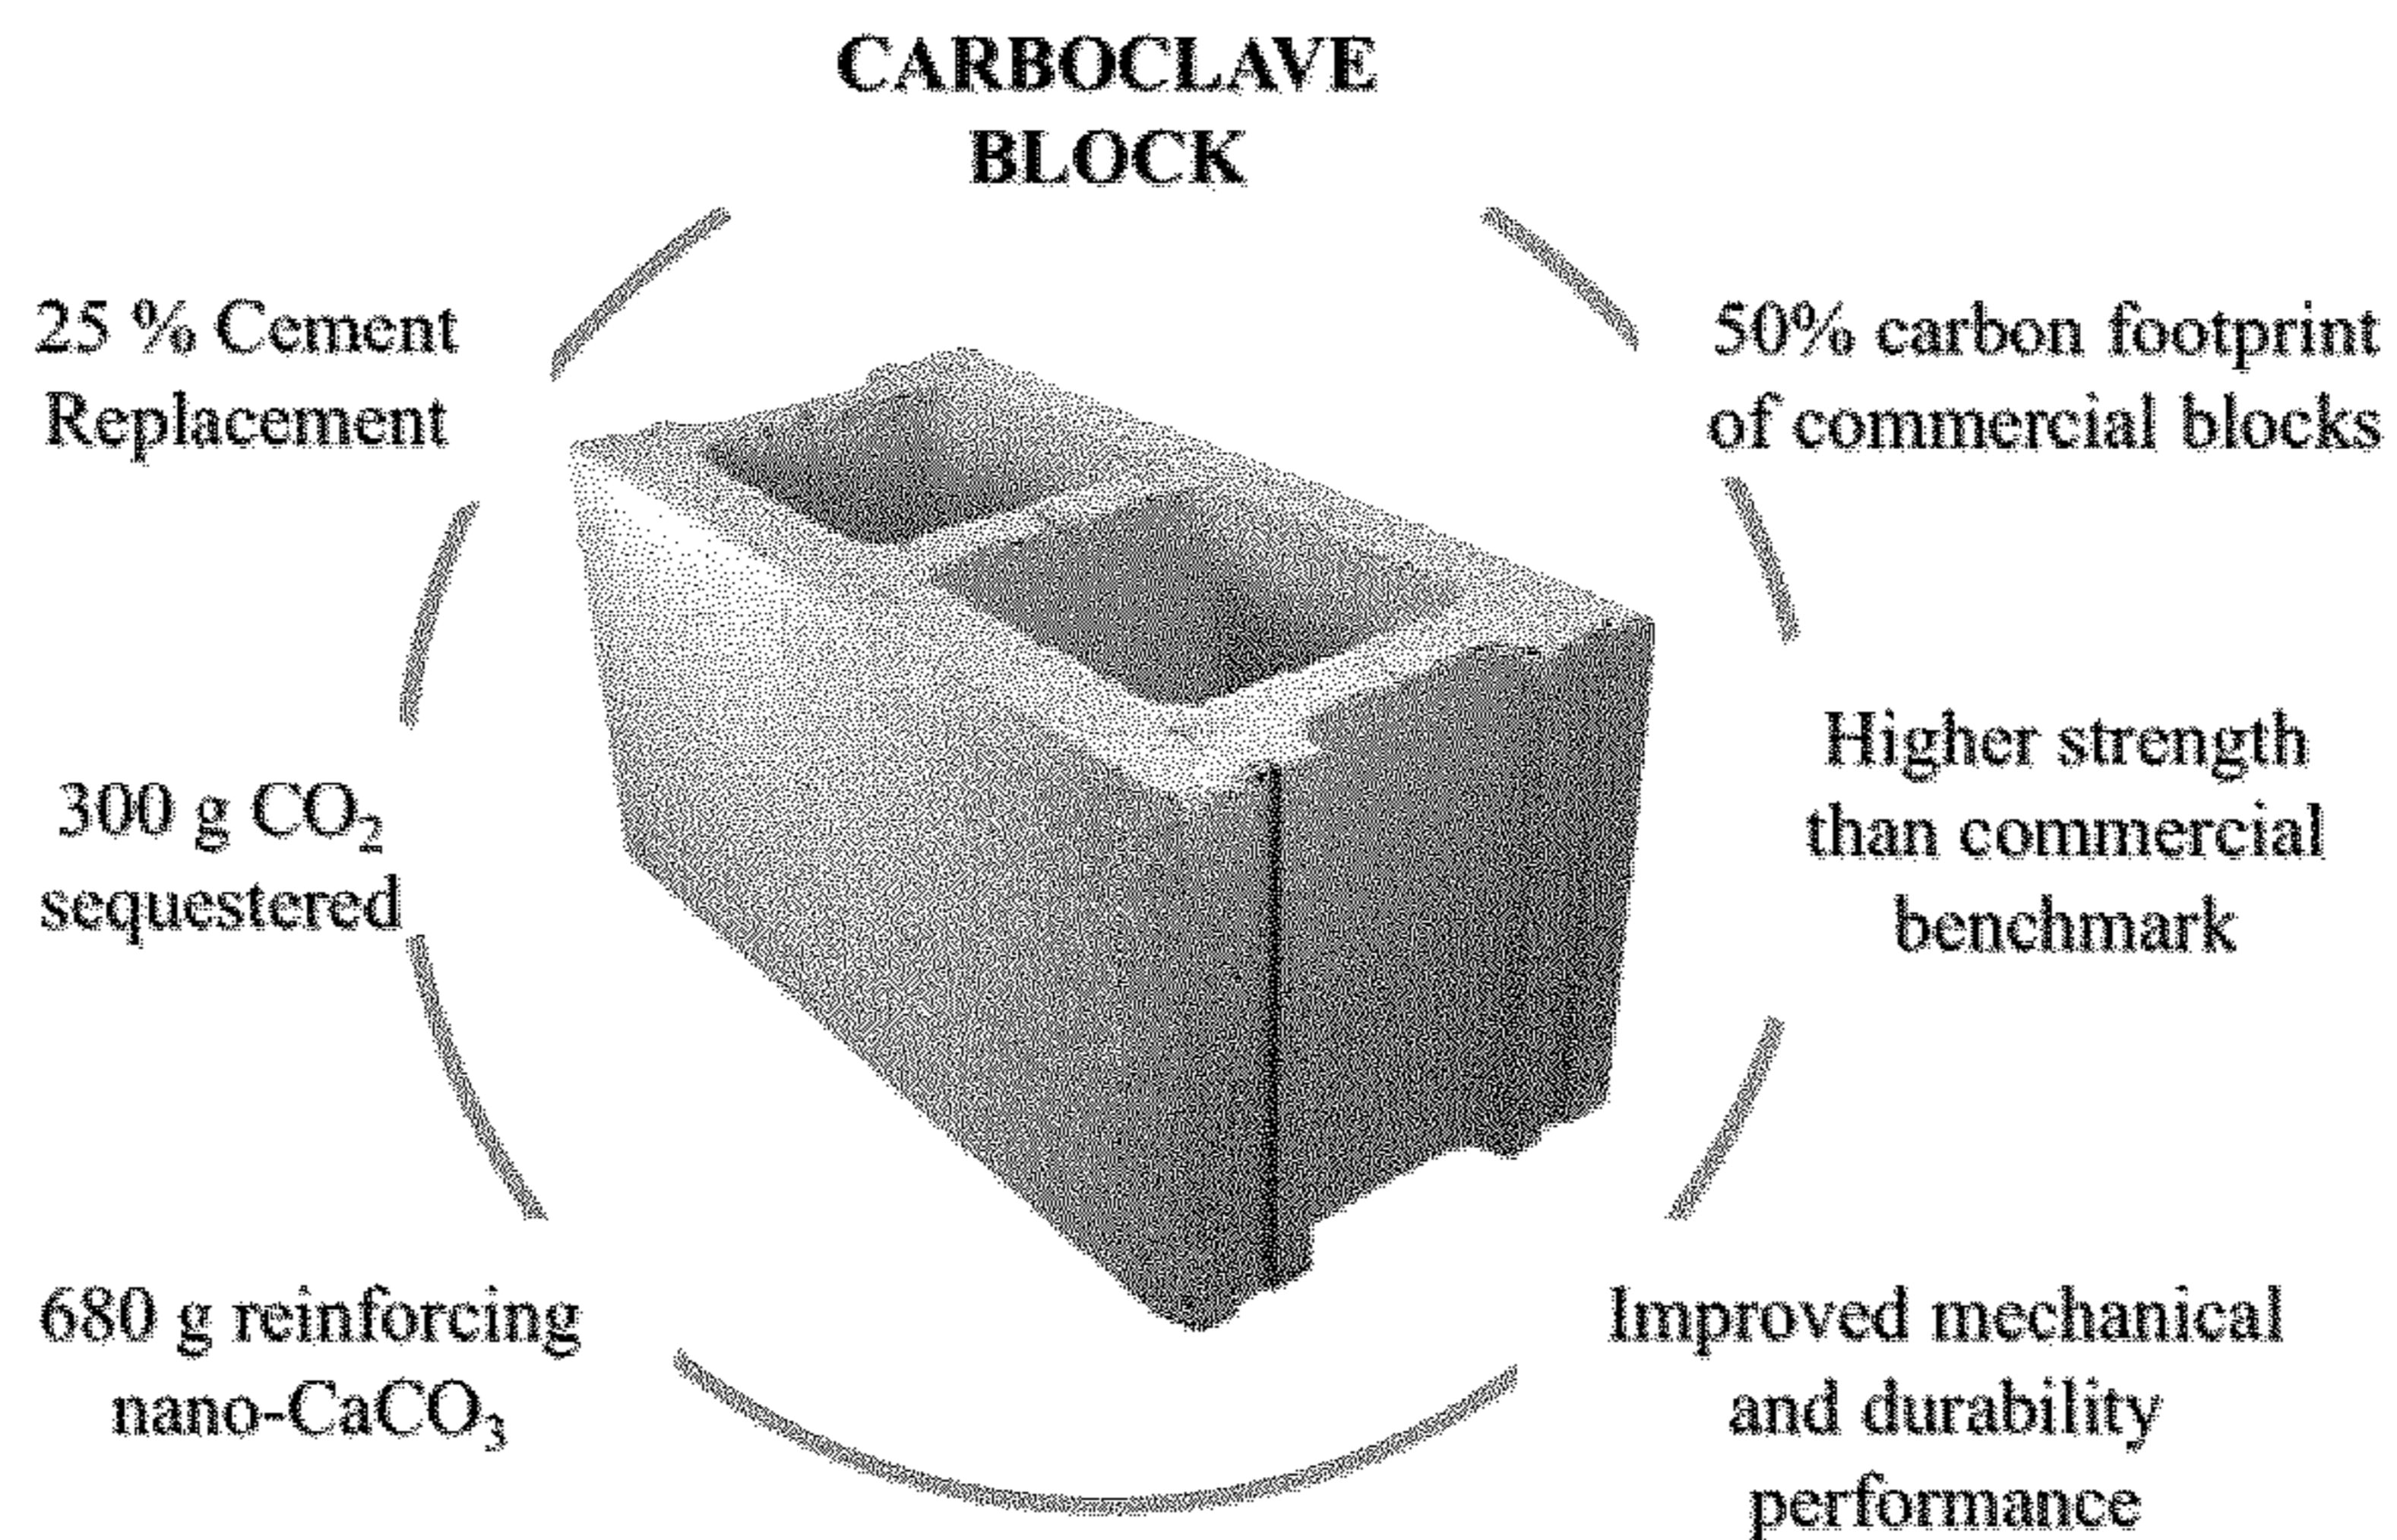 CARBOCLAVE
BLOCK
25 % Cement
Replacement
50% carbon footprint
of commercial blocks
300 g CO₂
sequestered
Higher strength
than commercial
benchmark
680 g reinforcing
nano-CaCO₃
Improved mechanical
and durability
performance